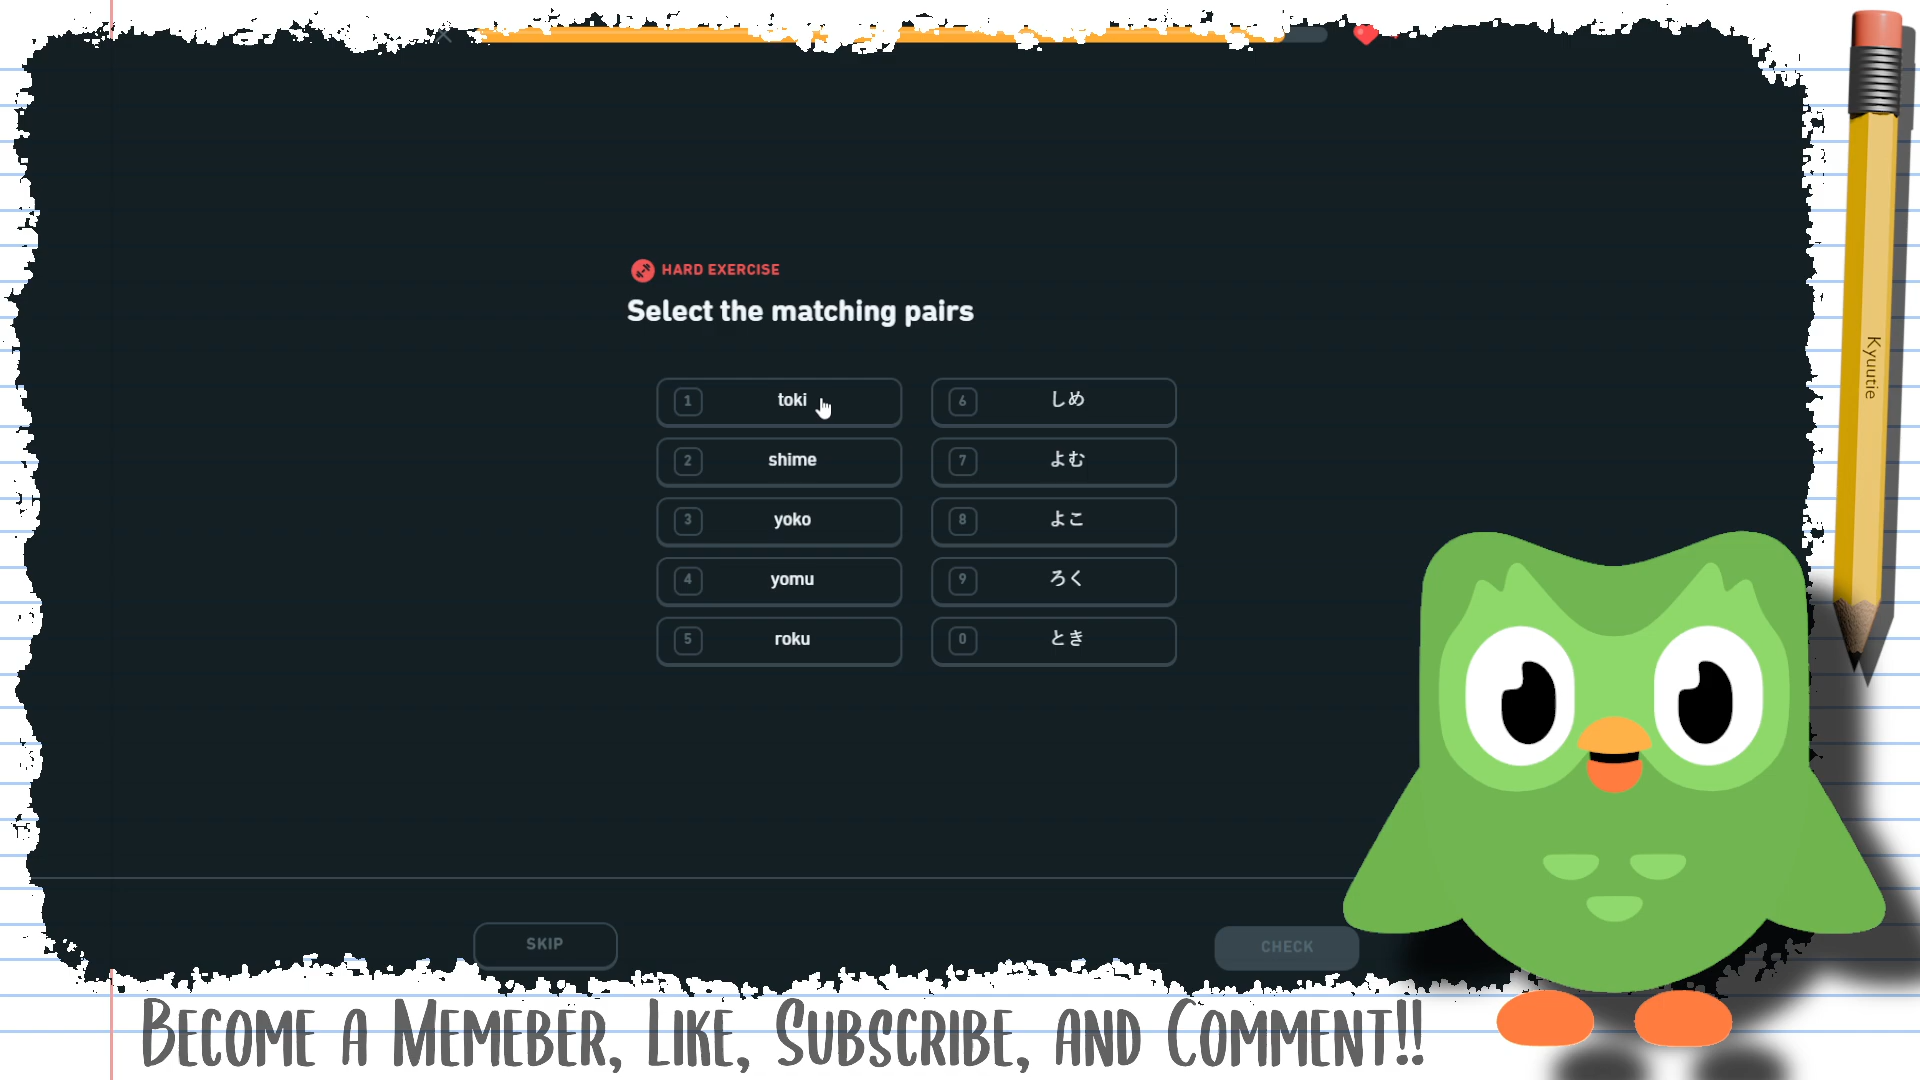 HARD EXERCISE
Select the matching pairs
1 toki
6 しめ
2 shime
7 よむ
3 yoko
8 よこ
4 yomu
9 ろく
5 roku
0 とき
SKIP
CHECK
Kyuutie
BECOME A MEMEBER, LIKE, SUBSCRIBE, AND COMMENT!!